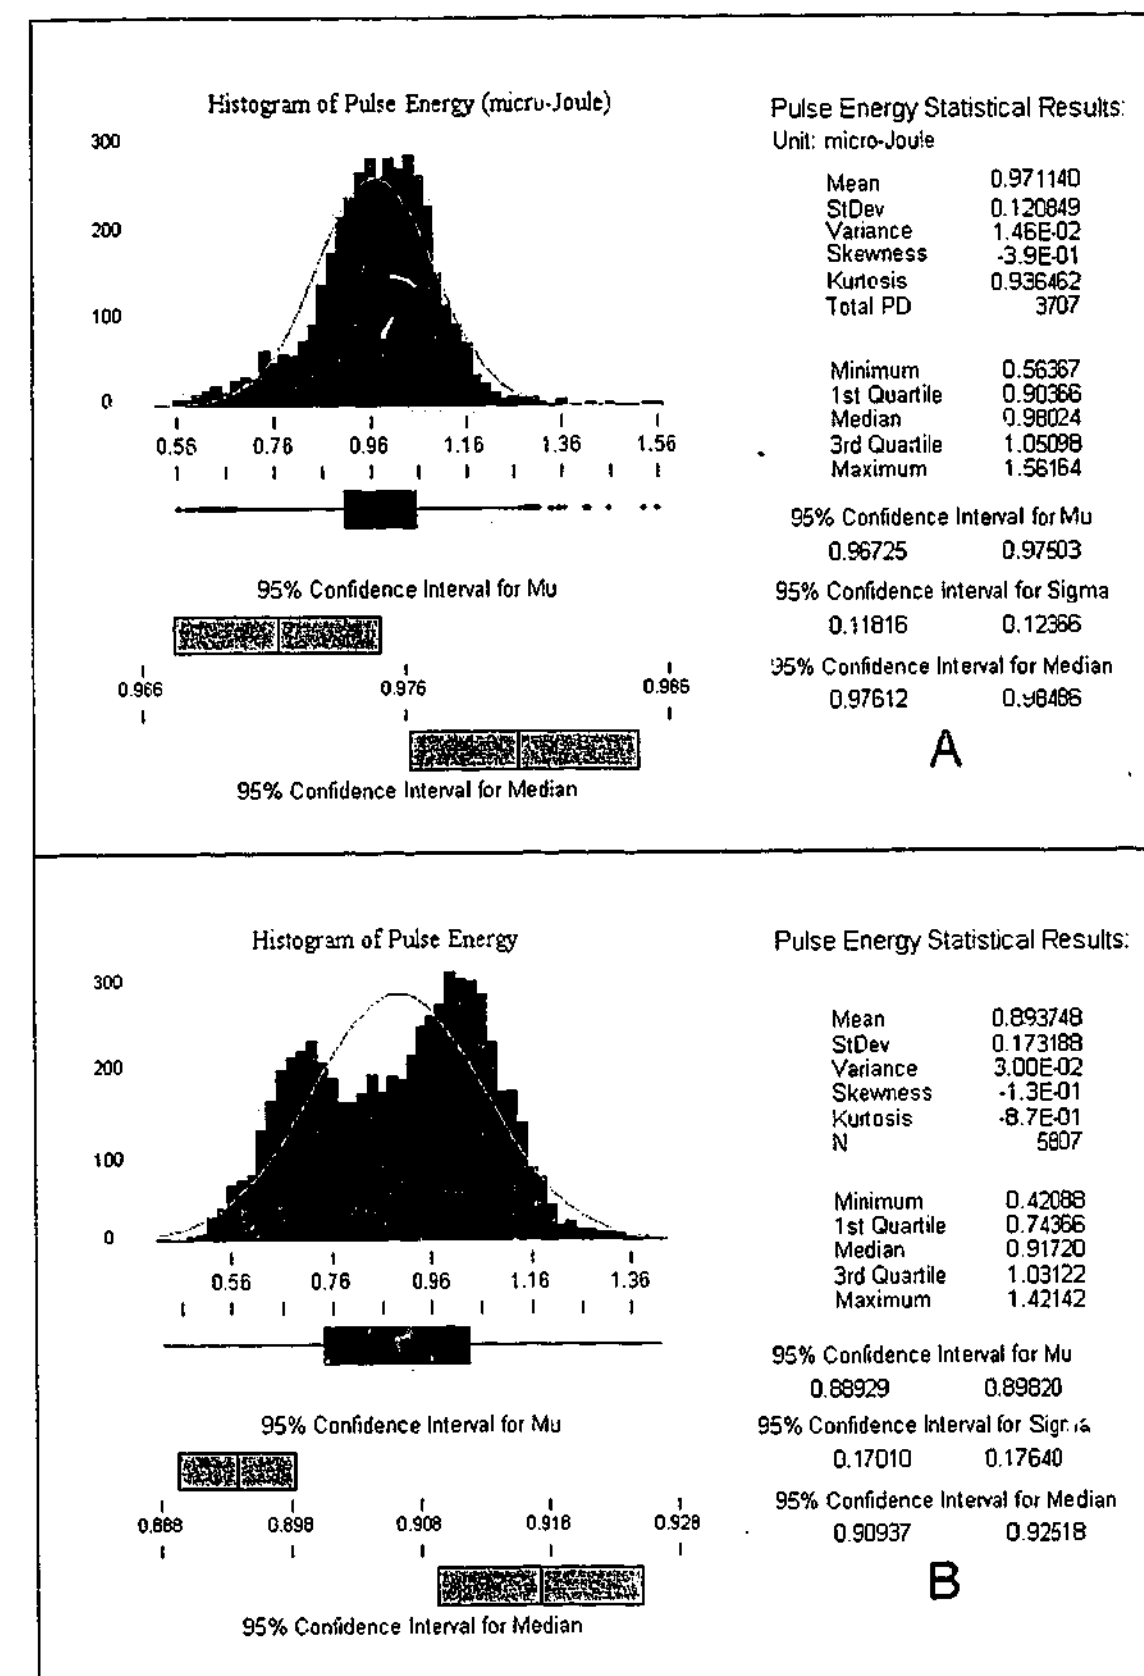 Histogram of Pulse Energy (micro-Joule)
300
200
100
0
0.56 0.76 0.96 1.16 1.36 1.56
95% Confidence Interval for Mu
0.966 0.976 0.986
95% Confidence Interval for Median
Pulse Energy Statistical Results:
Unit: micro-Joule
Mean 0.971140
StDev 0.120849
Variance 1.46E-02
Skewness -3.9E-01
Kurtosis 0.936462
Total PD 3707
Minimum 0.56367
1st Quartile 0.90366
Median 0.98024
3rd Quartile 1.05098
Maximum 1.56164
95% Confidence Interval for Mu
0.96725 0.97503
95% Confidence Interval for Sigma
0.11816 0.12366
95% Confidence Interval for Median
0.97612 0.98486
A
Histogram of Pulse Energy
300
200
100
0
0.56 0.76 0.96 1.16 1.36
95% Confidence Interval for Mu
0.888 0.898 0.908 0.918 0.928
95% Confidence Interval for Median
Pulse Energy Statistical Results:
Mean 0.893748
StDev 0.173188
Variance 3.00E-02
Skewness -1.3E-01
Kurtosis -8.7E-01
N 5807
Minimum 0.42088
1st Quartile 0.74366
Median 0.91720
3rd Quartile 1.03122
Maximum 1.42142
95% Confidence Interval for Mu
0.88929 0.89820
95% Confidence Interval for Sigma
0.17010 0.17640
95% Confidence Interval for Median
0.90937 0.92518
B